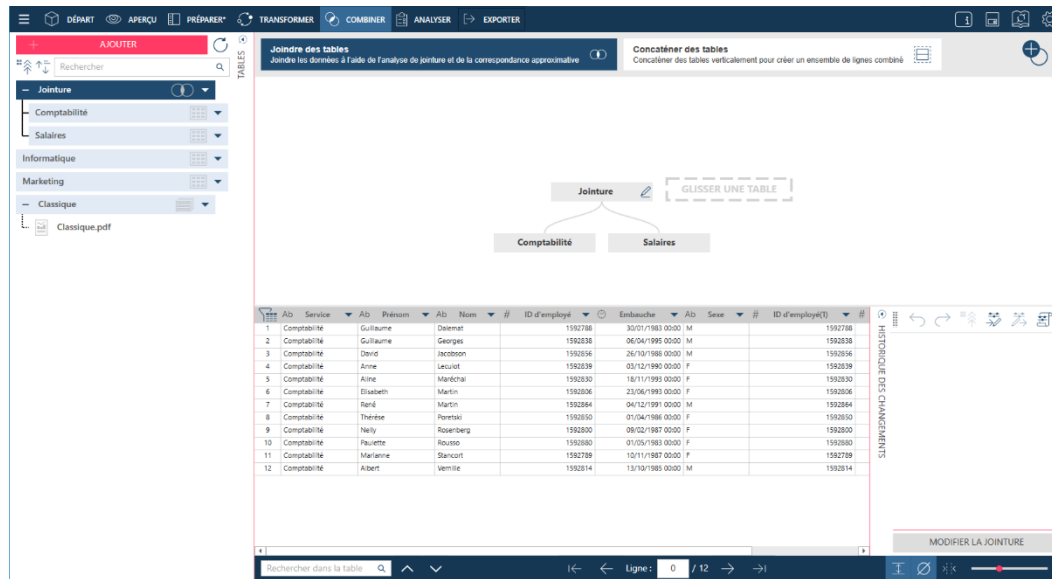 DÉPART APERÇU PRÉPARER* TRANSFORMER COMBINER ANALYSER EXPORTER
AJOUTER
Rechercher
TABLES
Jointure
Comptabilité
Salaires
Informatique
Marketing
Classique
Classique.pdf
Joindre des tables
Joindre les données à l'aide de l'analyse de jointure et de la correspondance approximative
Concaténer des tables
Concaténer des tables verticalement pour créer un ensemble de lignes combiné
Jointure
GLISSER UNE TABLE
Comptabilité Salaires
Ab Service Ab Prénom Ab Nom # ID d'employé Embauche Ab Sexe # ID d'employé(1) #
1 Comptabilité Guillaume Dalemat 1592788 30/01/1983 00:00 M 1592788
2 Comptabilité Guillaume Georges 1592838 06/04/1995 00:00 M 1592838
3 Comptabilité David Jacobson 1592856 26/10/1988 00:00 M 1592856
4 Comptabilité Anne Leculot 1592839 03/12/1990 00:00 F 1592839
5 Comptabilité Aline Maréchal 1592830 18/11/1993 00:00 F 1592830
6 Comptabilité Elisabeth Martin 1592806 23/06/1993 00:00 F 1592806
7 Comptabilité René Martin 1592864 04/12/1991 00:00 M 1592864
8 Comptabilité Thérèse Poretski 1592850 01/04/1986 00:00 F 1592850
9 Comptabilité Nelly Rosenberg 1592800 09/02/1987 00:00 F 1592800
10 Comptabilité Paulette Rousso 1592880 01/05/1983 00:00 F 1592880
11 Comptabilité Marianne Stancort 1592789 10/11/1987 00:00 F 1592789
12 Comptabilité Albert Vernille 1592814 13/10/1985 00:00 M 1592814
HISTORIQUE DES CHANGEMENTS
MODIFIER LA JOINTURE
Rechercher dans la table Ligne : 0 / 12